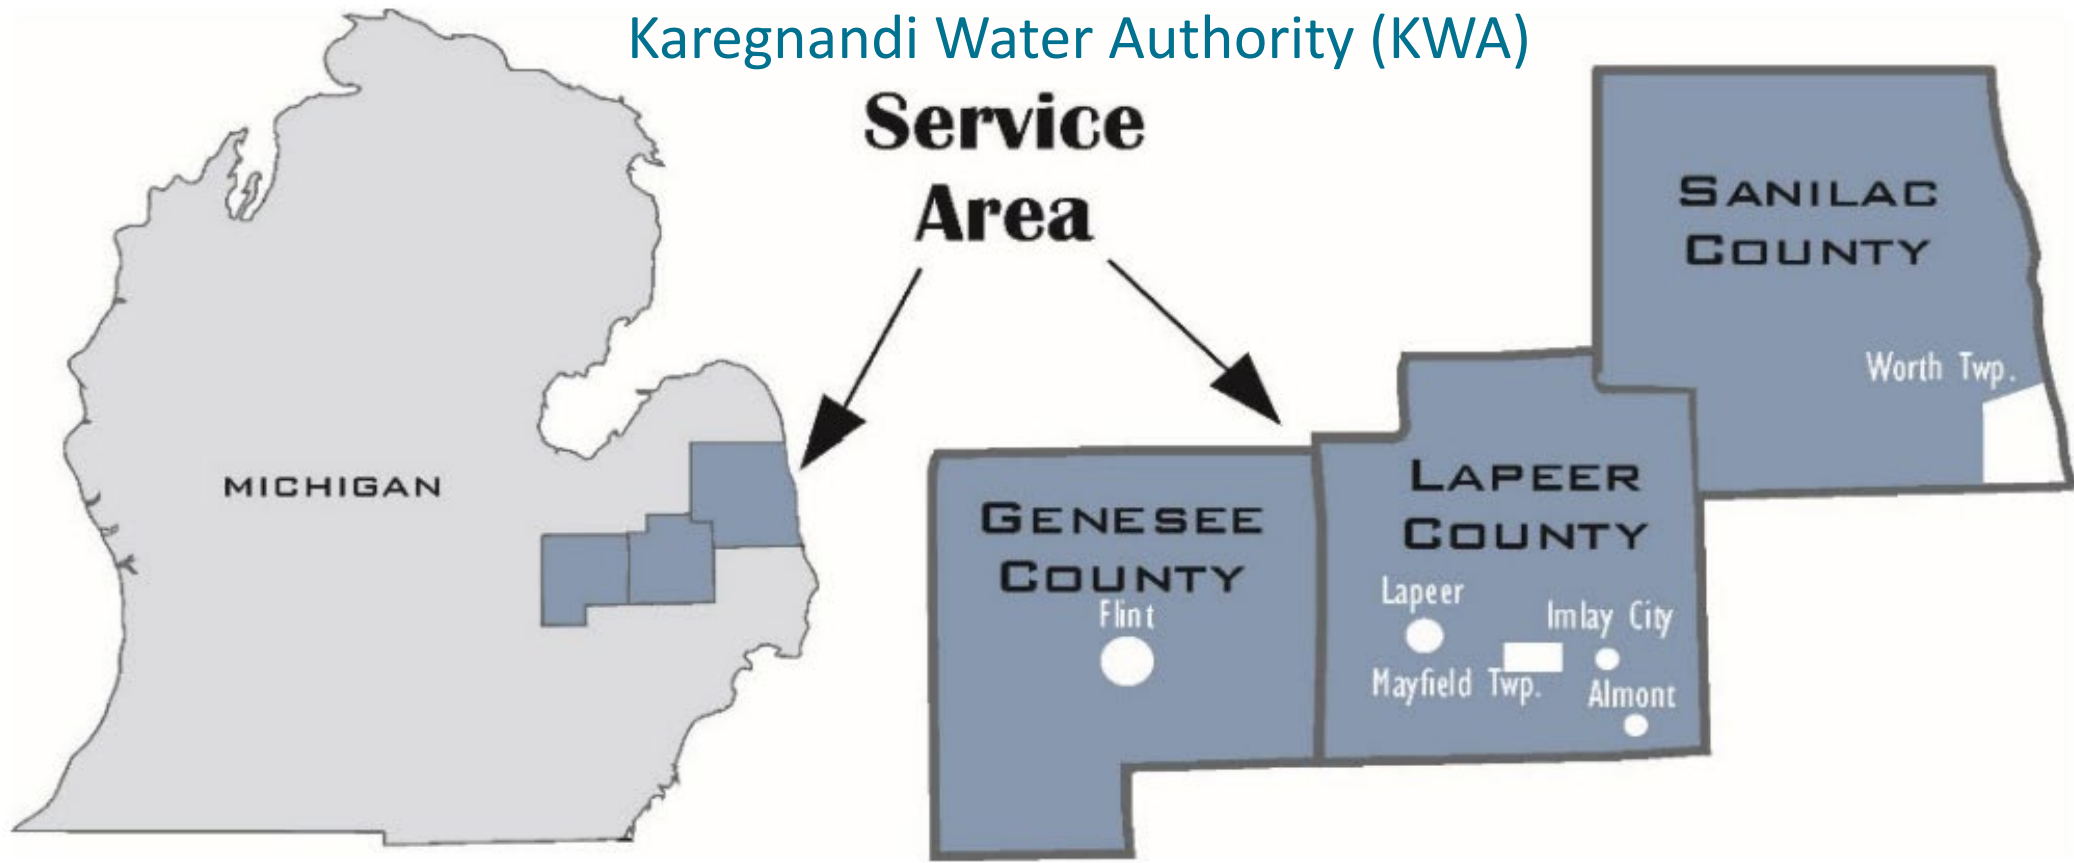 Karegnandi Water Authority (KWA)
Service
Area
MICHIGAN
SANILAC
COUNTY
Worth Twp.
LAPEER
COUNTY
GENESEE
COUNTY
Flint
Lapeer
Imlay City
Mayfield Twp.
Almont